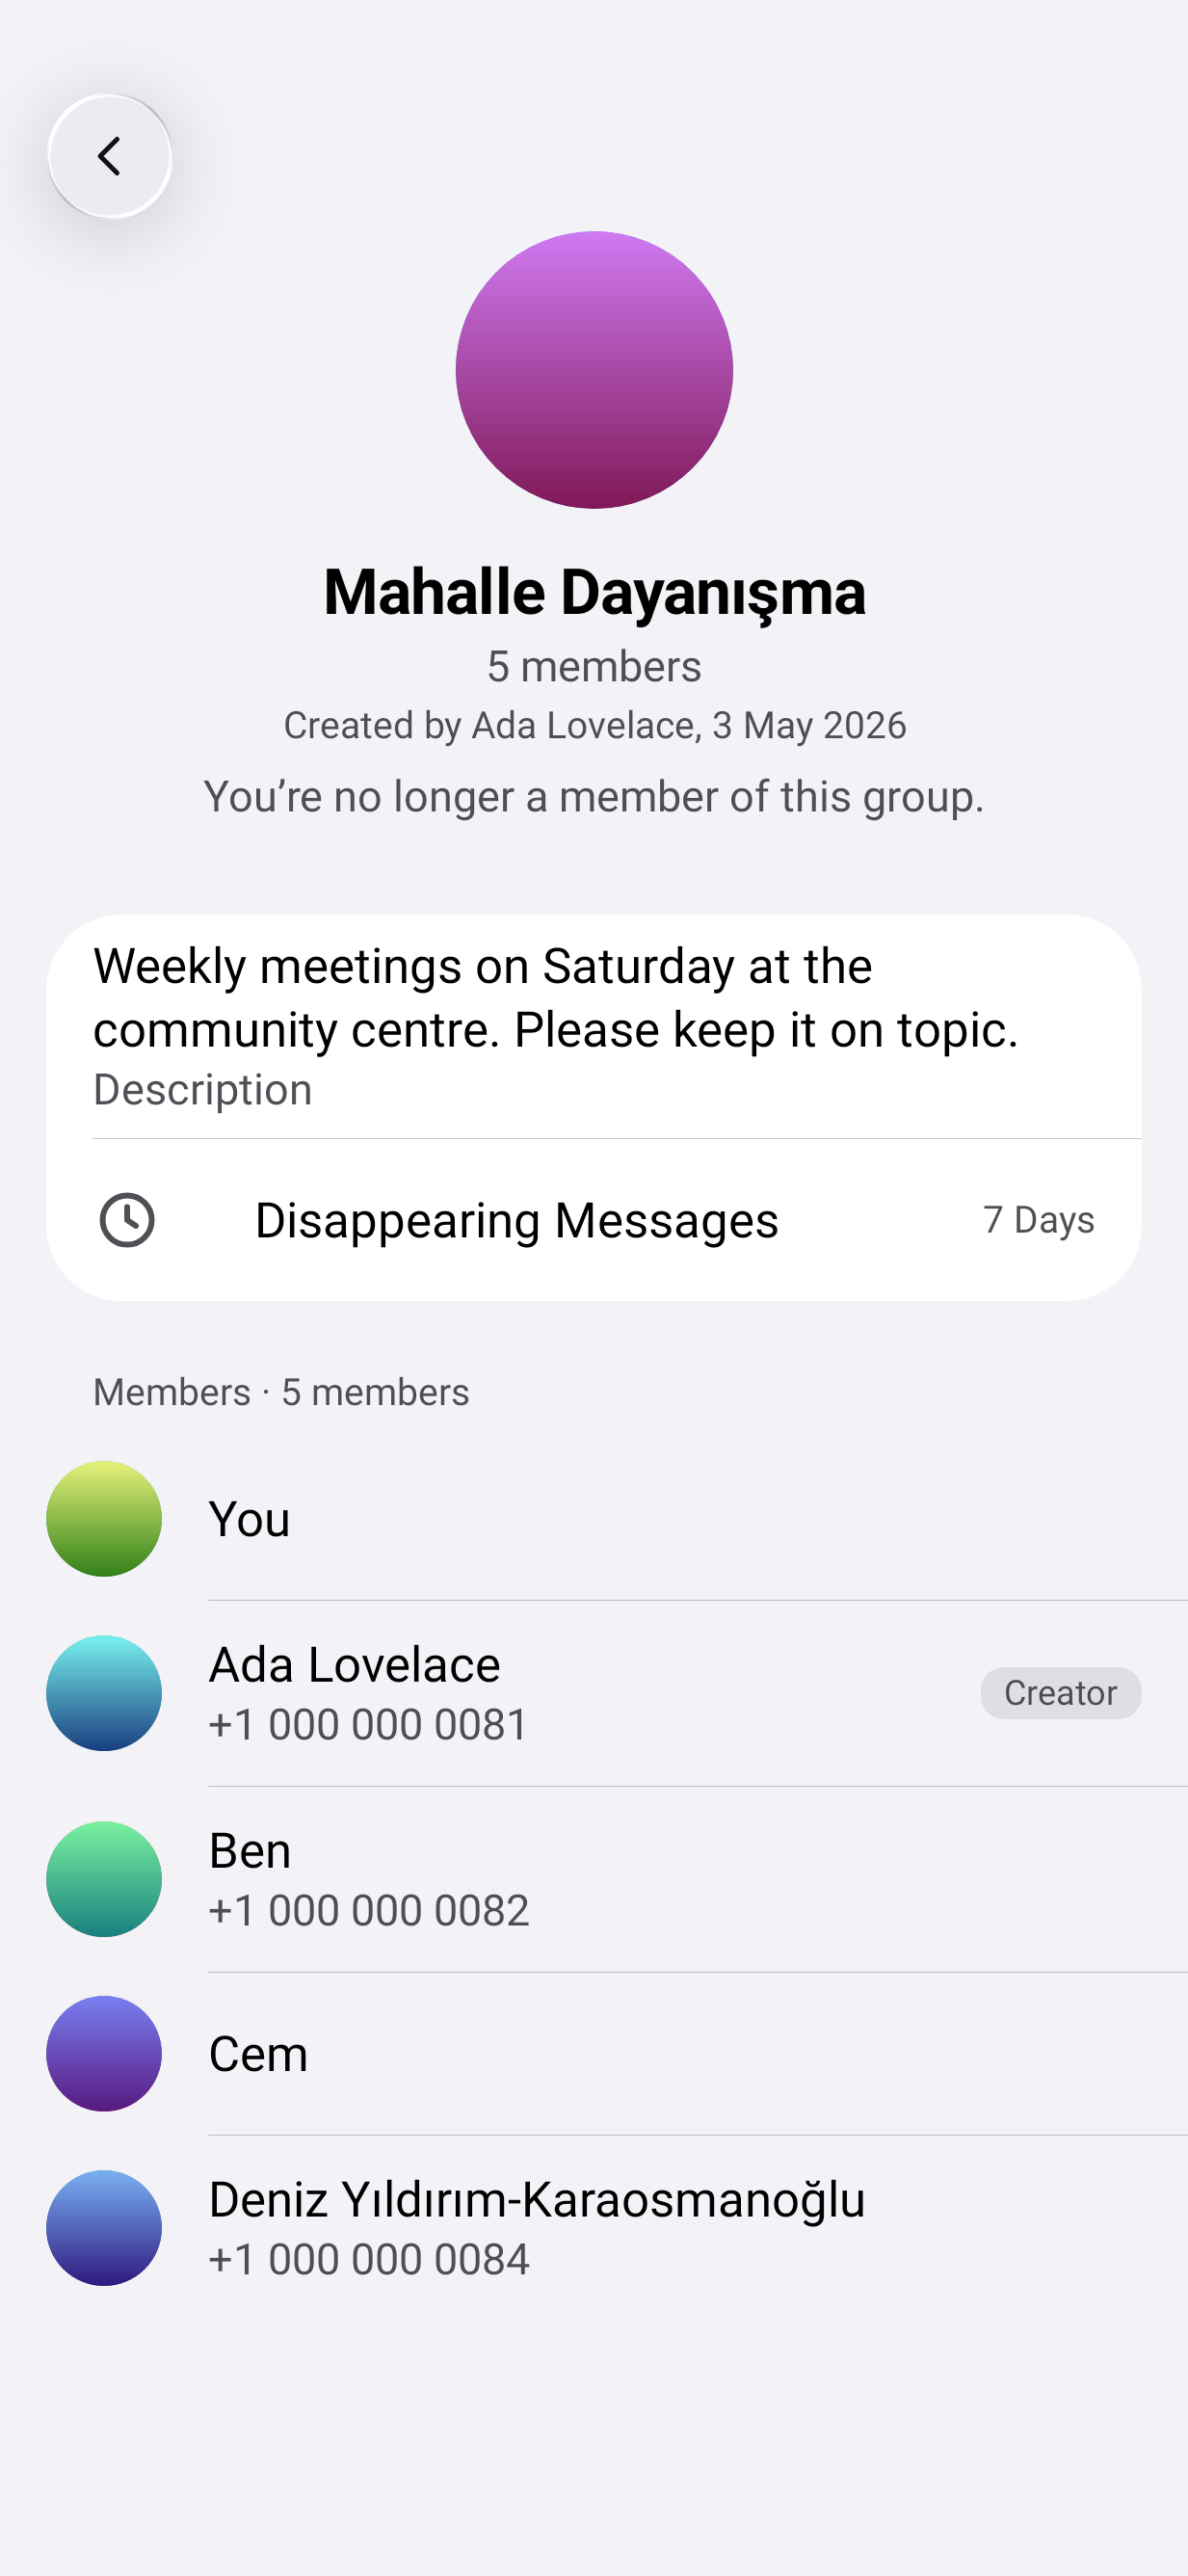 Mahalle Dayanışma
5 members
Created by Ada Lovelace, 3 May 2026
You’re no longer a member of this group.
Weekly meetings on Saturday at the
community centre. Please keep it on topic.
Description
Disappearing Messages 7 Days
Members · 5 members
You
Ada Lovelace
+1 000 000 0081
Creator
Ben
+1 000 000 0082
Cem
Deniz Yıldırım-Karaosmanoğlu
+1 000 000 0084